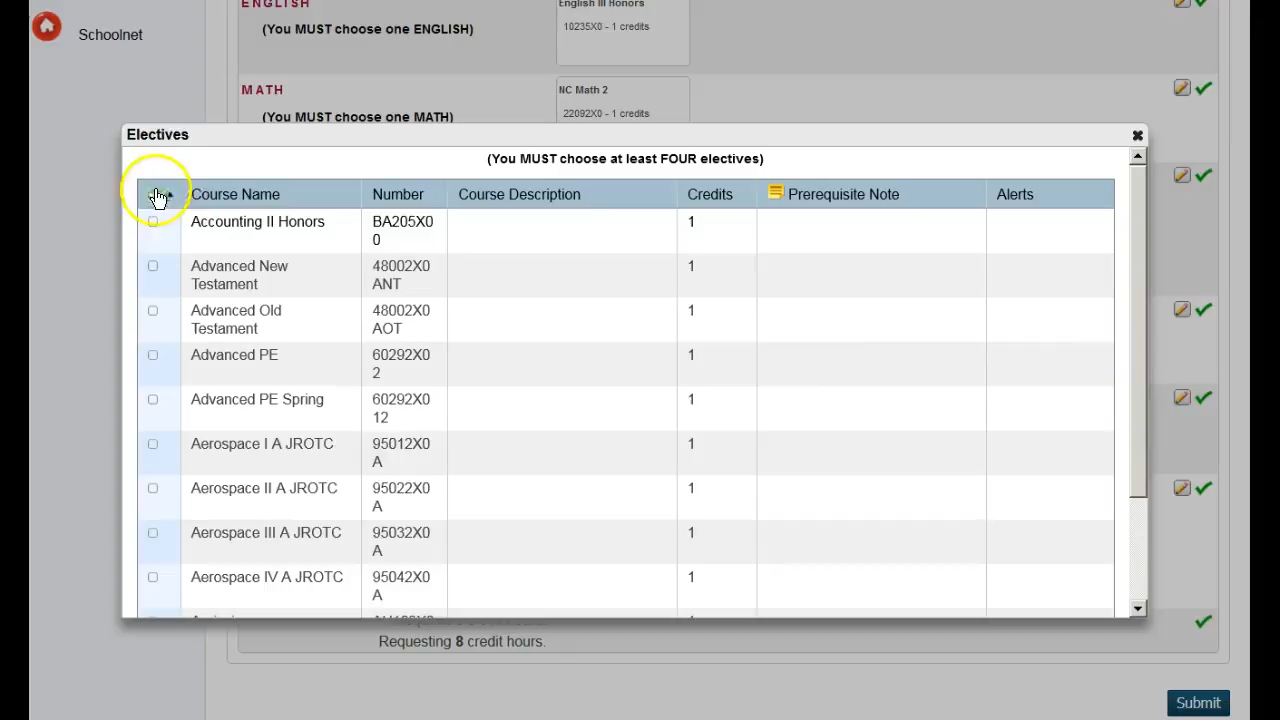 ENGLISH
English III Honors
Schoolnet
(You MUST choose one ENGLISH)
10235X0 - 1 credits
MATH
NC Math 2
(You MUST choose one MATH)
22092X0 - 1 credits
Electives
(You MUST choose at least FOUR electives)
Course Name Number Course Description Credits Prerequisite Note Alerts
Accounting II Honors BA205X0 1
0
Advanced New 48002X0 1
Testament ANT
Advanced Old 48002X0 1
Testament AOT
Advanced PE 60292X0 1
2
Advanced PE Spring 60292X0 1
12
Aerospace I A JROTC 95012X0 1
A
Aerospace II A JROTC 95022X0 1
A
Aerospace III A JROTC 95032X0 1
A
Aerospace IV A JROTC 95042X0 1
A
Requesting 8 credit hours.
Submit